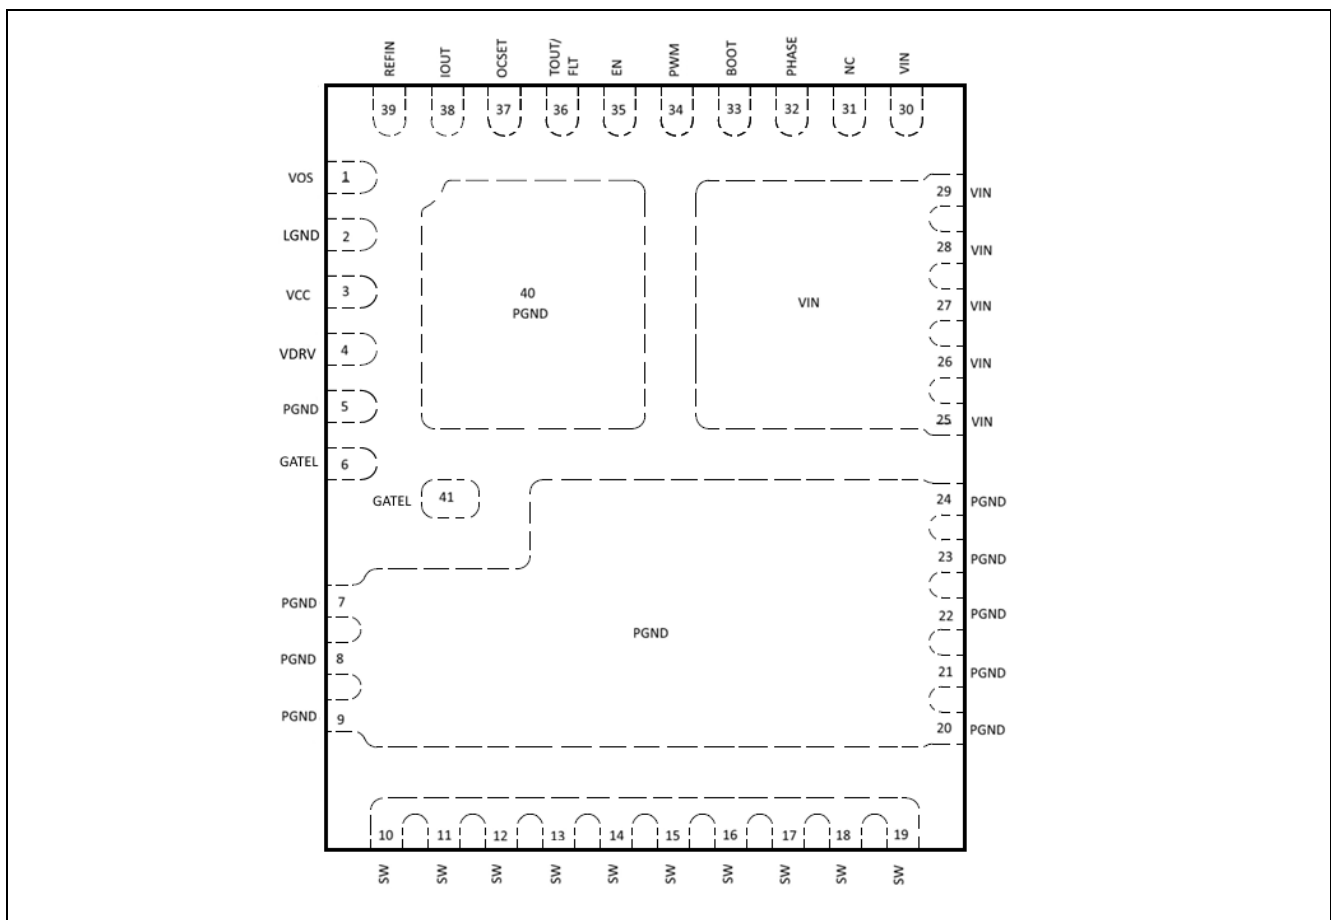 REFIN
IOUT
OCSET
TOUT/
FLT
EN
PWM
BOOT
PHASE
NC
VIN
39
38
37
36
35
34
33
32
31
30
VOS
1
29
VIN
LGND
2
28
VIN
VCC
3
40
PGND
VIN
27
VIN
VDRV
4
26
VIN
PGND
5
25
VIN
GATEL
6
GATEL
41
24
PGND
23
PGND
PGND
7
22
PGND
PGND
PGND
8
21
PGND
PGND
9
20
PGND
10
11
12
13
14
15
16
17
18
19
SW
SW
SW
SW
SW
SW
SW
SW
SW
SW